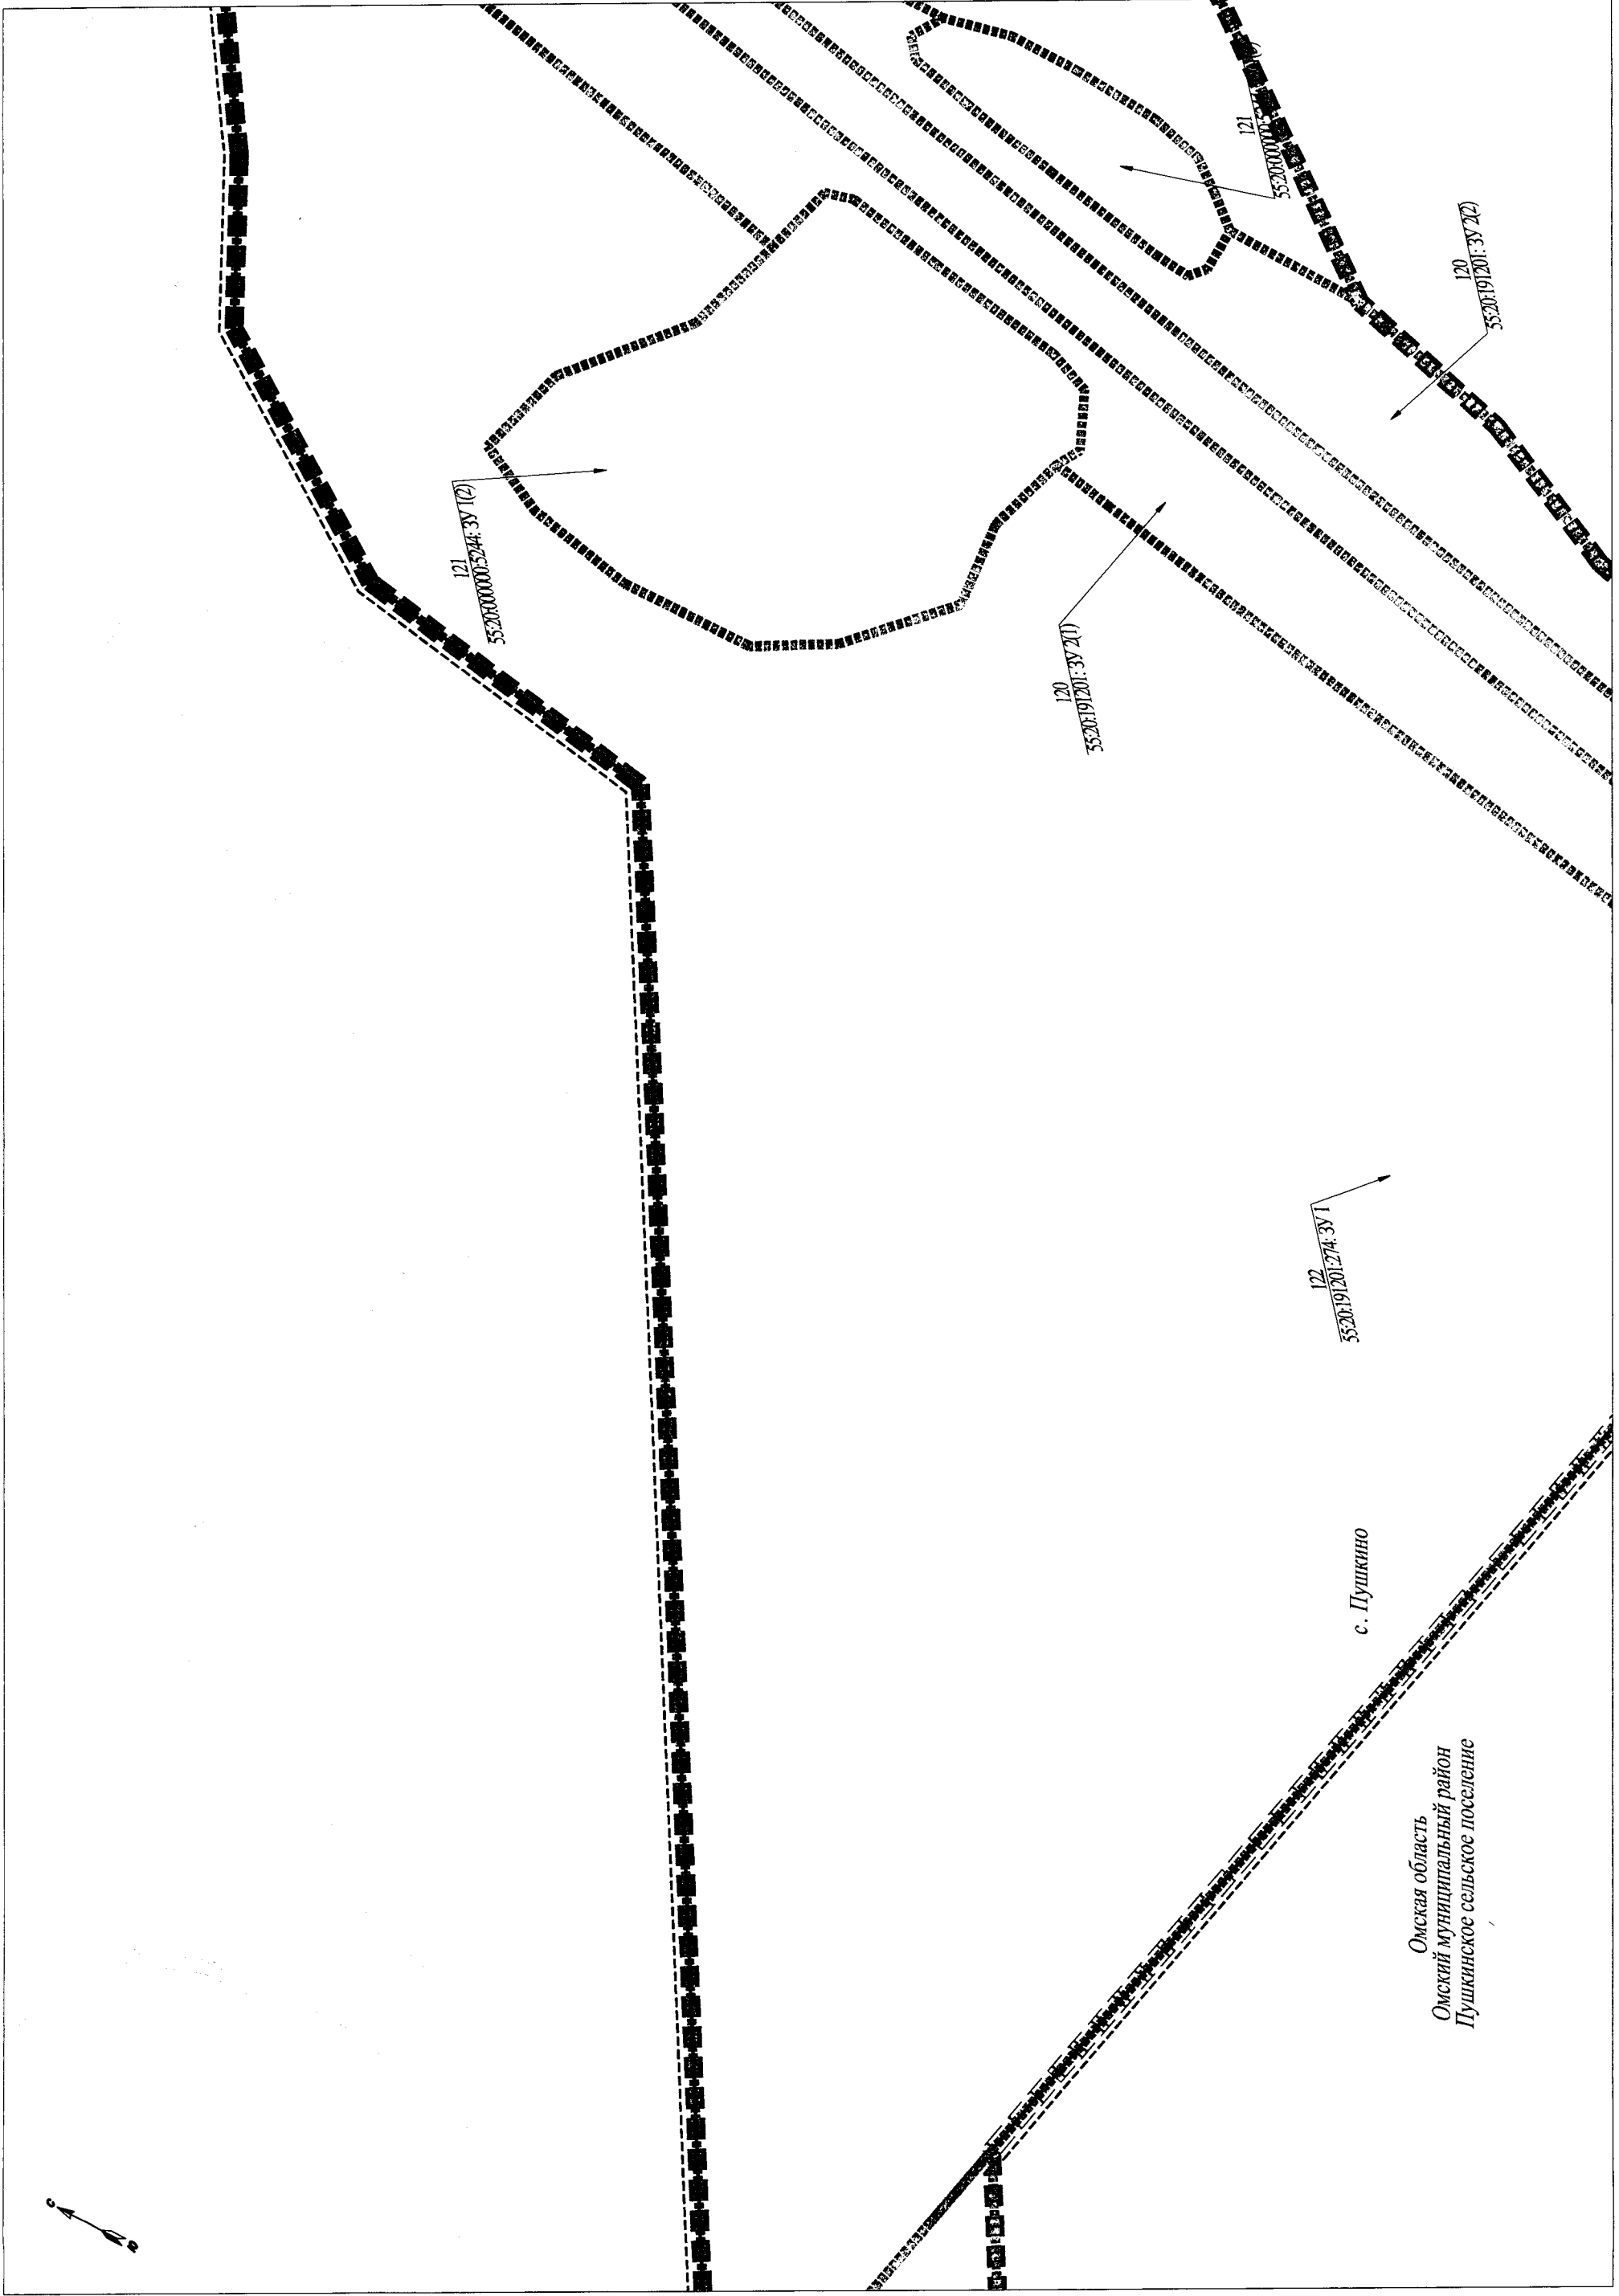 121
55:20:000000:5244: ЗУ 1(2)
121
120
55:20:191201: ЗУ 2(2)
120
55:20:191201: ЗУ 2(1)
122
55:20:191201:274: ЗУ 1
с. Пушкино
Омская область
Омский муниципальный район
Пушкинское сельское поселение
С
Ю